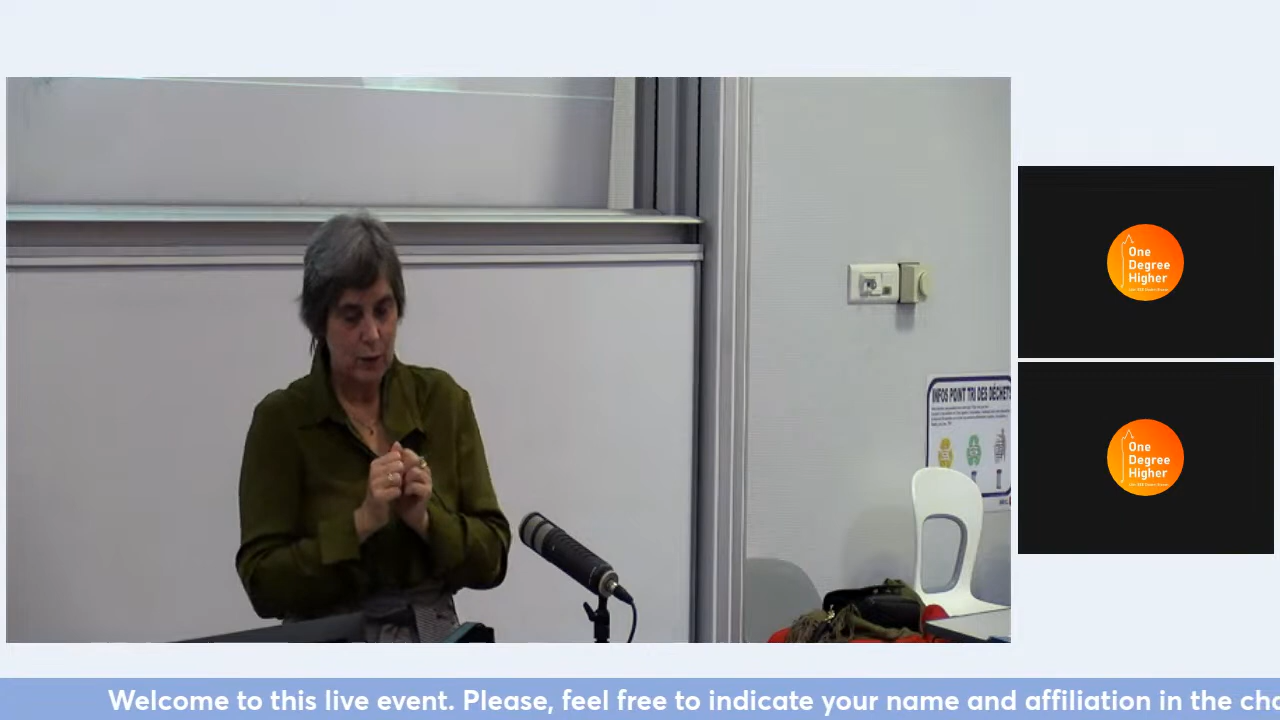 INFOS POINT TRI DES DÉCHETS
One
Degree
Higher
One
Degree
Higher
Welcome to this live event. Please, feel free to indicate your name and affiliation in the cha